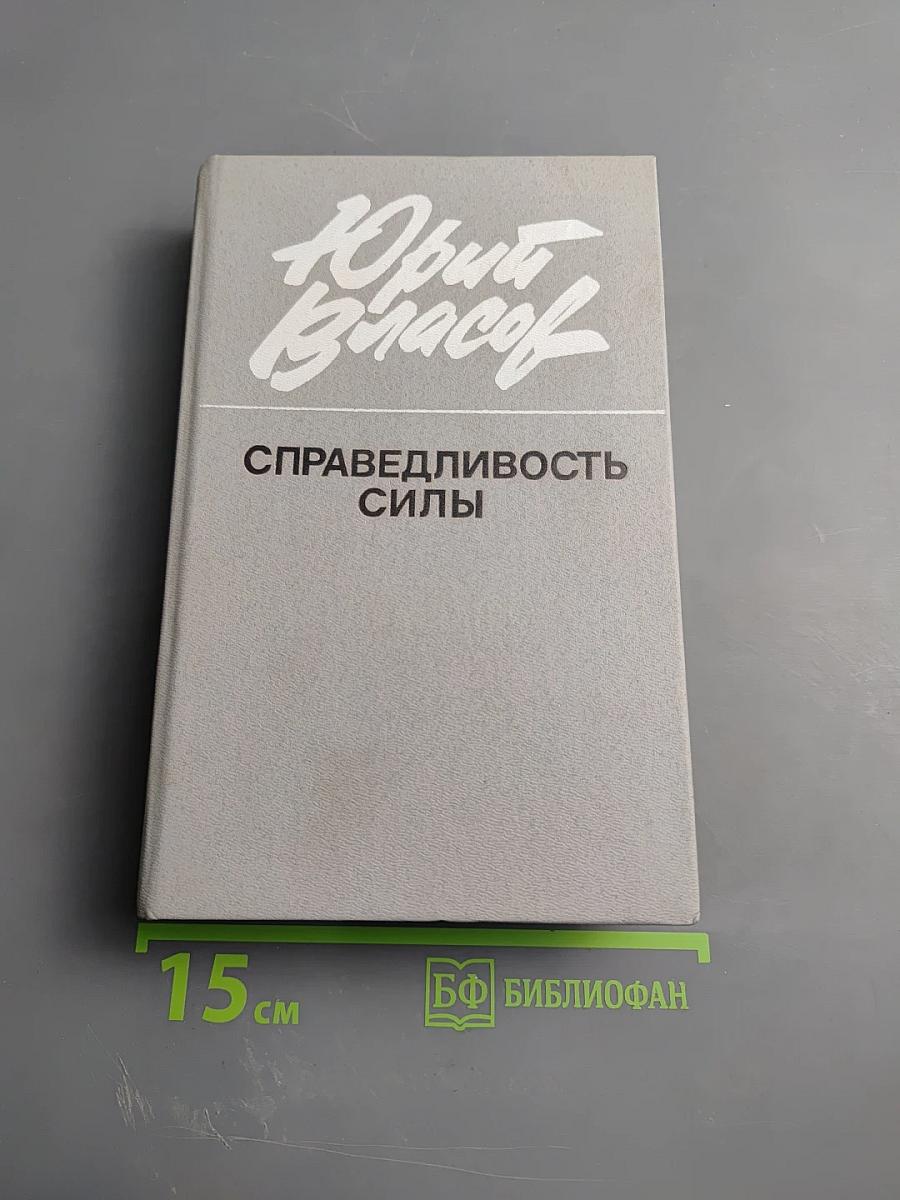 Юрий
Власов
СПРАВЕДЛИВОСТЬ
СИЛЫ
15 см
БФ БИБЛИОФАН